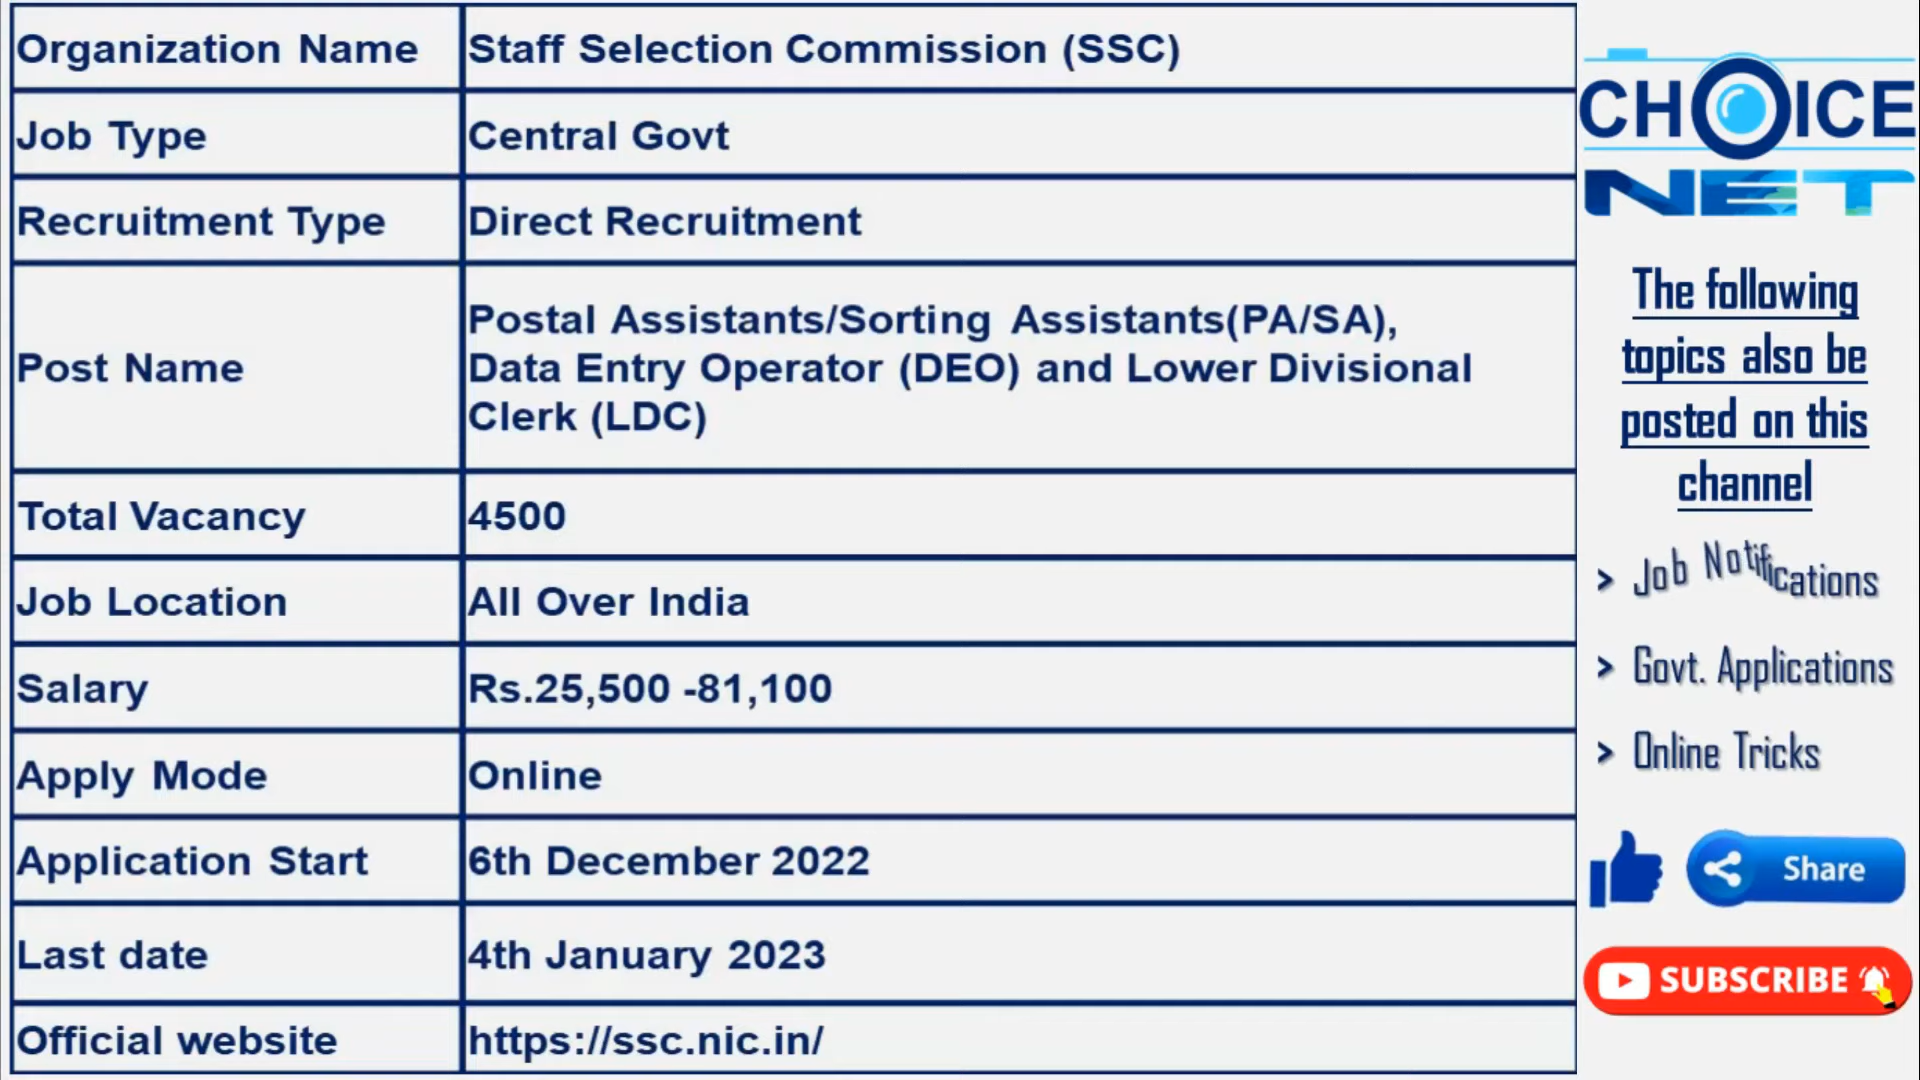 Organization Name Staff Selection Commission (SSC)
Job Type Central Govt
Recruitment Type Direct Recruitment
Post Name Postal Assistants/Sorting Assistants(PA/SA),
Data Entry Operator (DEO) and Lower Divisional
Clerk (LDC)
Total Vacancy 4500
Job Location All Over India
Salary Rs.25,500 -81,100
Apply Mode Online
Application Start 6th December 2022
Last date 4th January 2023
Official website https://ssc.nic.in/
CHOICE
NET
The following
topics also be
posted on this
channel
> Job Notifications
> Govt. Applications
> Online Tricks
Share
SUBSCRIBE